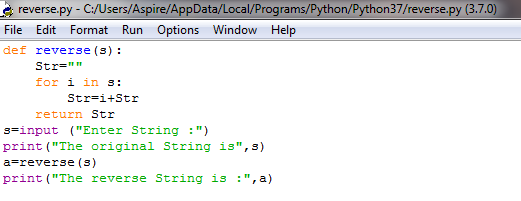 reverse.py - C:/Users/Aspire/AppData/Local/Programs/Python/Python37/reverse.py (3.7.0)
File Edit Format Run Options Window Help
def reverse(s):
    Str=""
    for i in s:
        Str=i+Str
    return Str
s=input ("Enter String :")
print("The original String is",s)
a=reverse(s)
print("The reverse String is :",a)